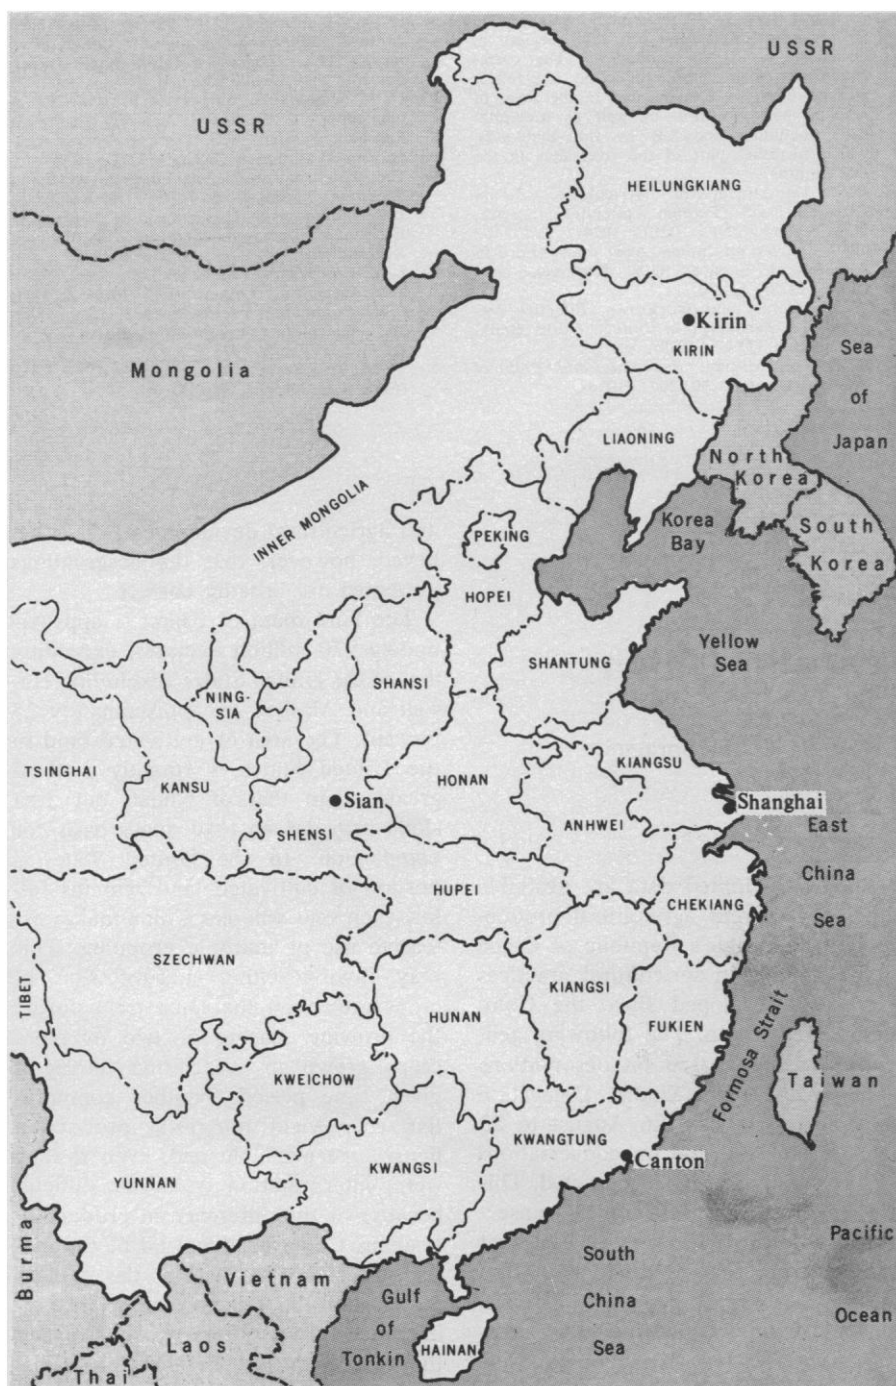 USSR
USSR
HEILUNGKIANG
Kirin
KIRIN
Mongolia
Sea
of
Japan
LIAONING
North
Korea
South
Korea
INNER MONGOLIA
Korea
Bay
PEKING
HOPEI
Yellow
Sea
SHANTUNG
SHANSI
NING-
SIA
TSINGHAI
KANSU
KIANGSU
HONAN
Sian
Shanghai
SHENSI
ANHWEI
East
China
Sea
HUPEI
CHEKIANG
SZECHWAN
TIBET
KIANGSI
HUNAN
FUKIEN
Formosa Strait
Taiwan
KWEICHOW
KWANGTUNG
Canton
KWANGSI
YUNNAN
Burma
Vietnam
Gulf
of
Tonkin
South
China
Sea
Pacific
Ocean
Laos
HAINAN
Thai